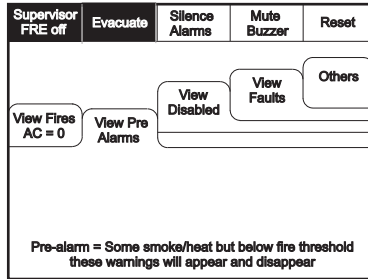 Supervisor
FRE off
Evacuate
Silence
Alarms
Mute
Buzzer
Reset
View Fires
AC = 0
View Pre
Alarms
View
Disabled
View
Faults
Others
Pre-alarm = Some smoke/heat but below fire threshold
these warnings will appear and disappear